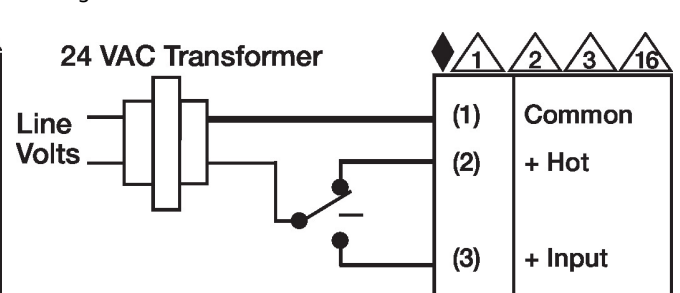 24 VAC Transformer
1 2 3 16
Line
Volts
(1) Common
(2) + Hot
(3) + Input